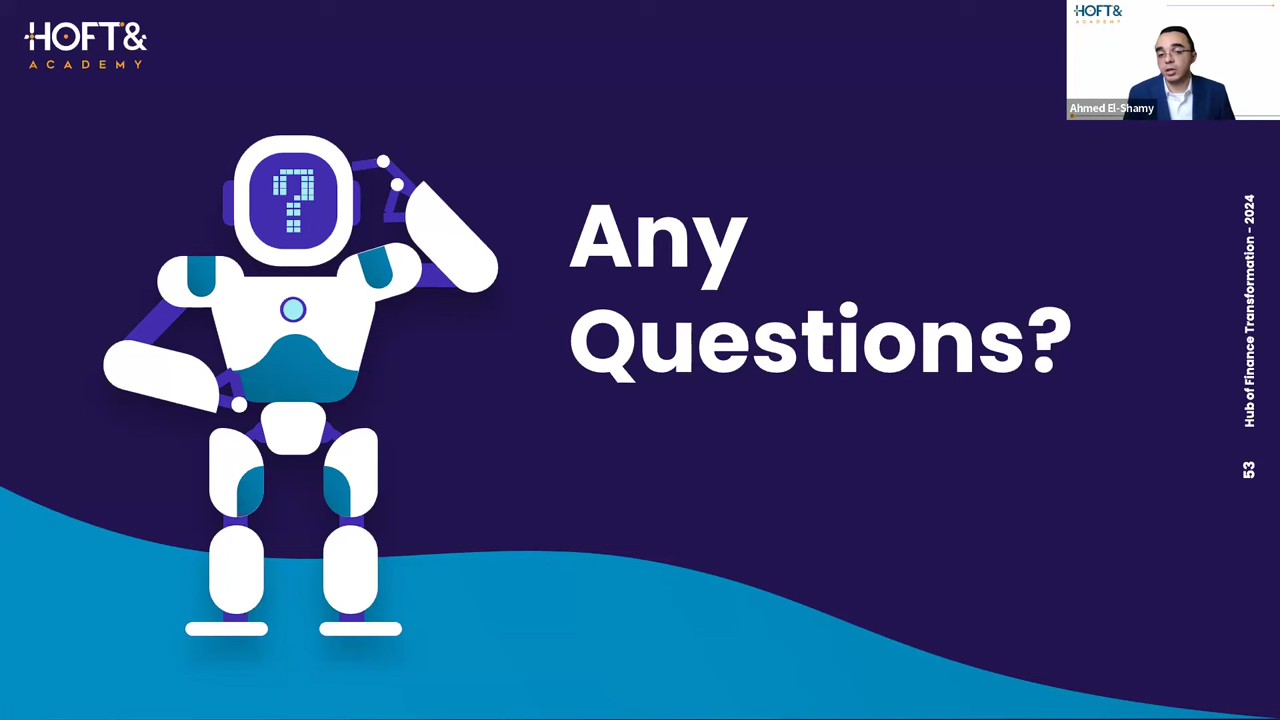 HOFT&
ACADEMY
HOFT&
ACADEMY
Ahmed El-Shamy
Any
Questions?
Hub of Finance Transformation - 2024
53
?